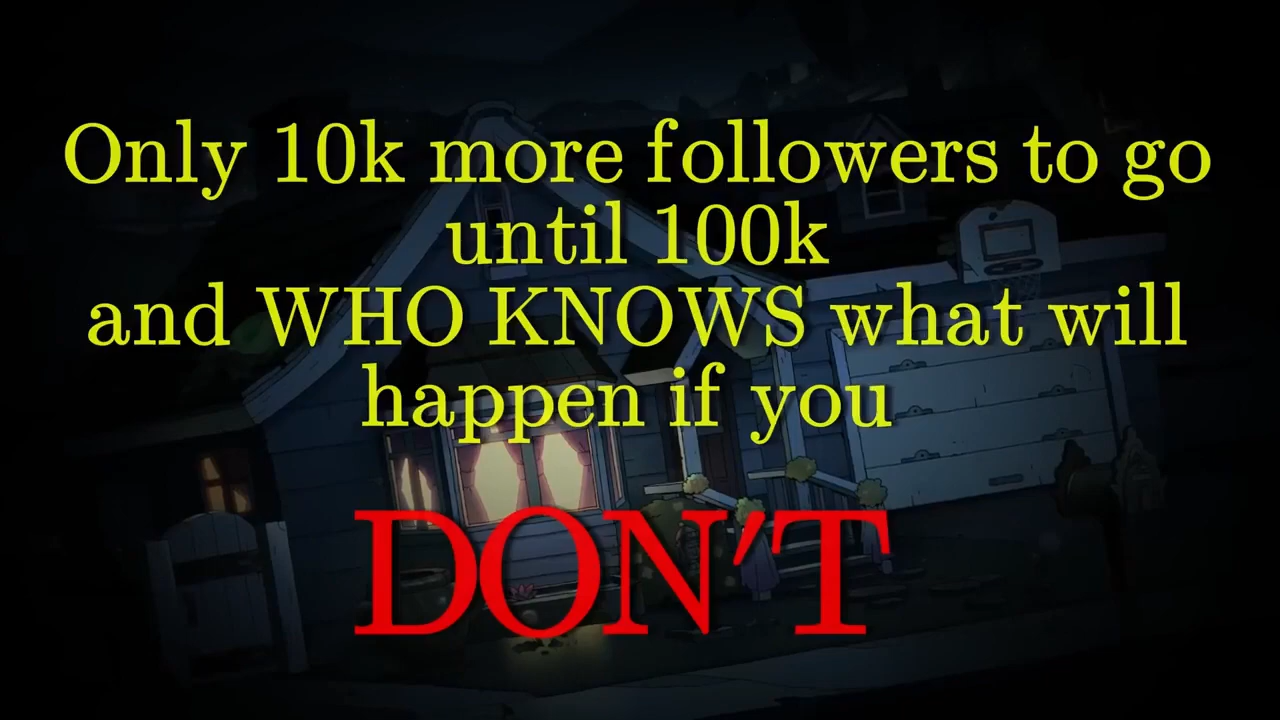 Only 10k more followers to go
until 100k
and WHO KNOWS what will
happen if you
DON'T